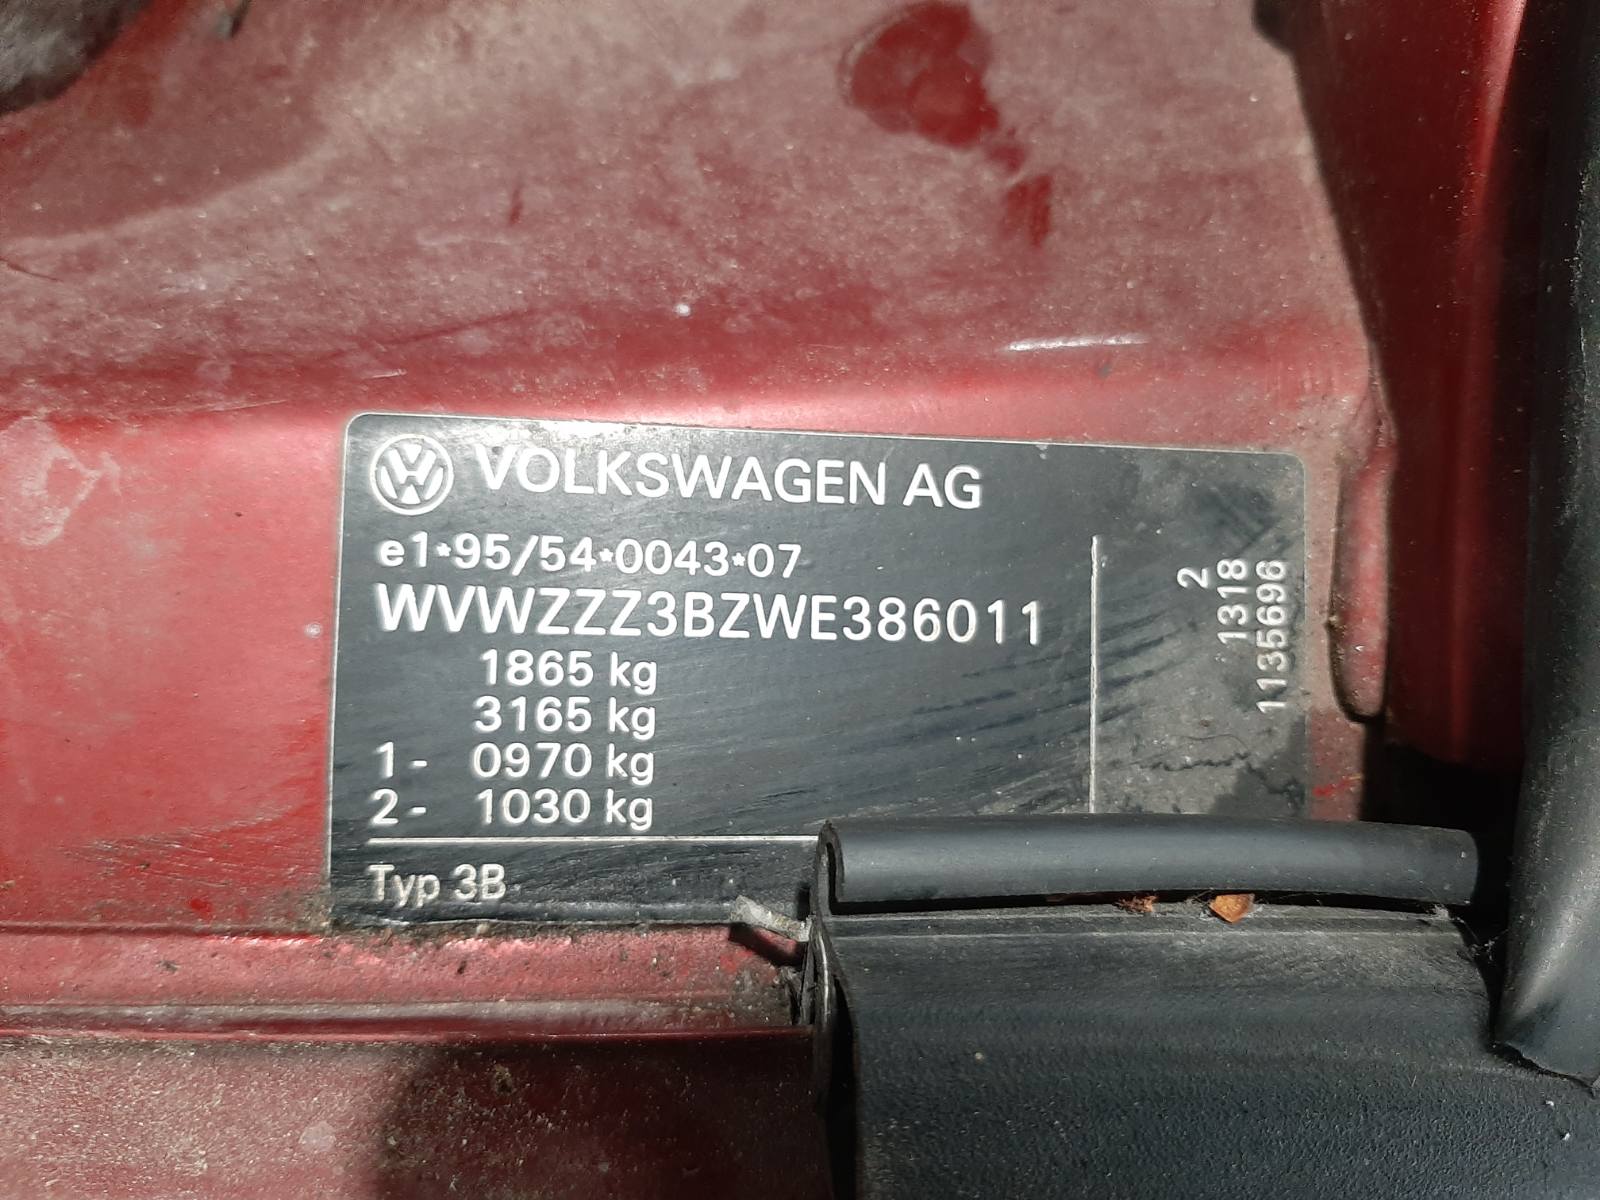 VOLKSWAGEN AG
e1*95/54*0043*07
WVWZZZ3BZWE386011
1865 kg
3165 kg
1- 0970 kg
2- 1030 kg
Typ 3B
2
1318
1135696